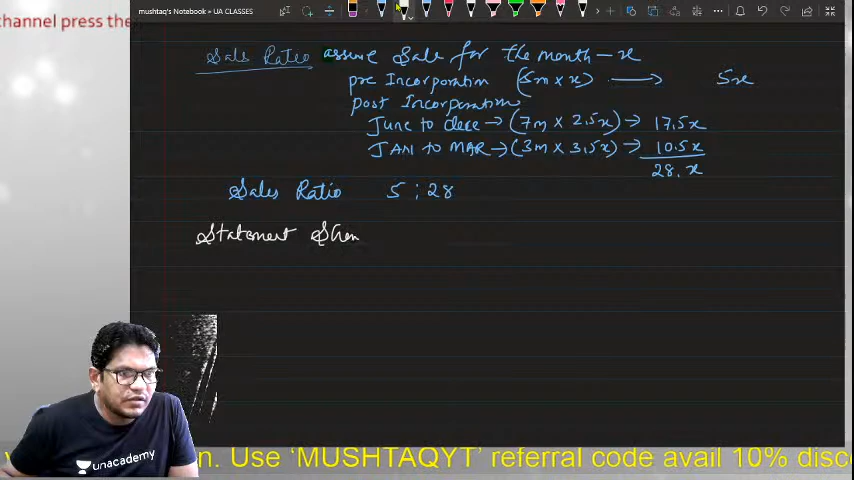 channel press the
mushtaq's Notebook » UA CLASSES
Sals Ratio assume Sale for the month - x
pre Incorporation (5m × x) → 5x
post Incorporation
June to dece → (7m × 2.5x) → 17.5x
JAN to MAR → (3m × 3.5x) → 10.5x
28.x
Sales Ratio 5 : 28
Statement Shem
unacademy
n. Use ‘MUSHTAQYT’ referral code avail 10% disc